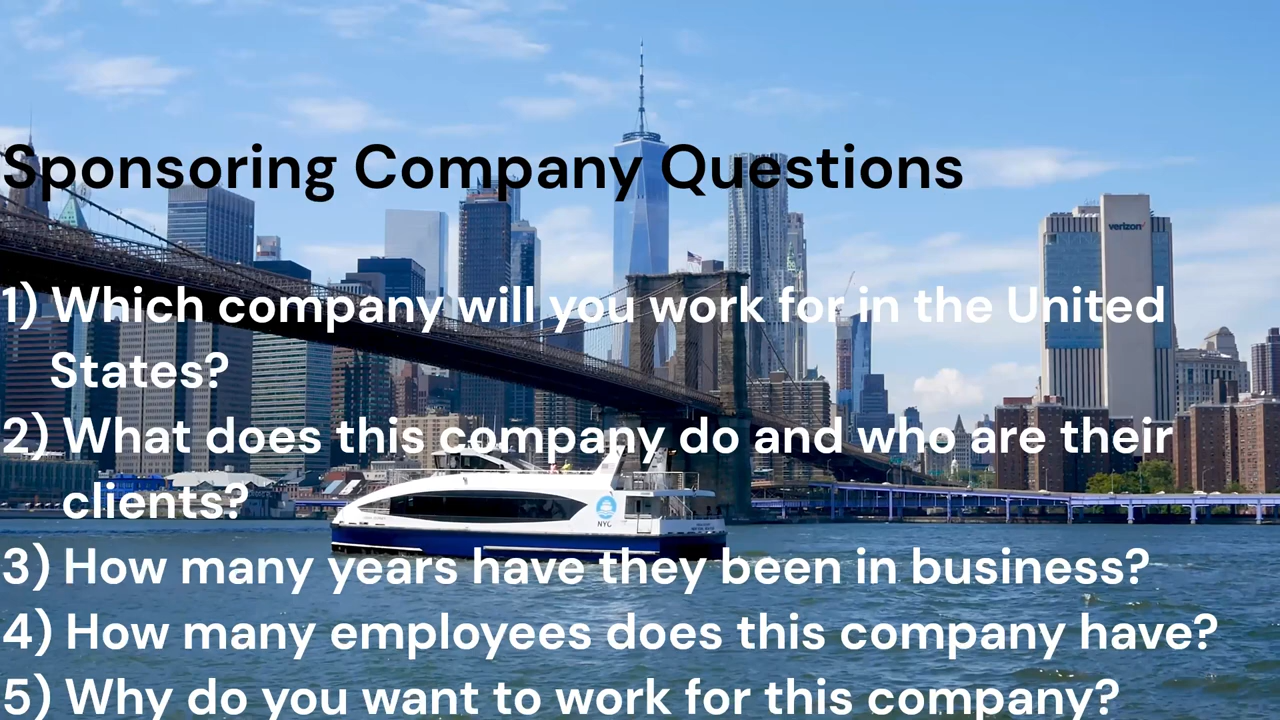 Sponsoring Company Questions
verizon
1) Which company will you work for in the United
States?
2) What does this company do and who are their
clients?
NYC
3) How many years have they been in business?
4) How many employees does this company have?
5) Why do you want to work for this company?